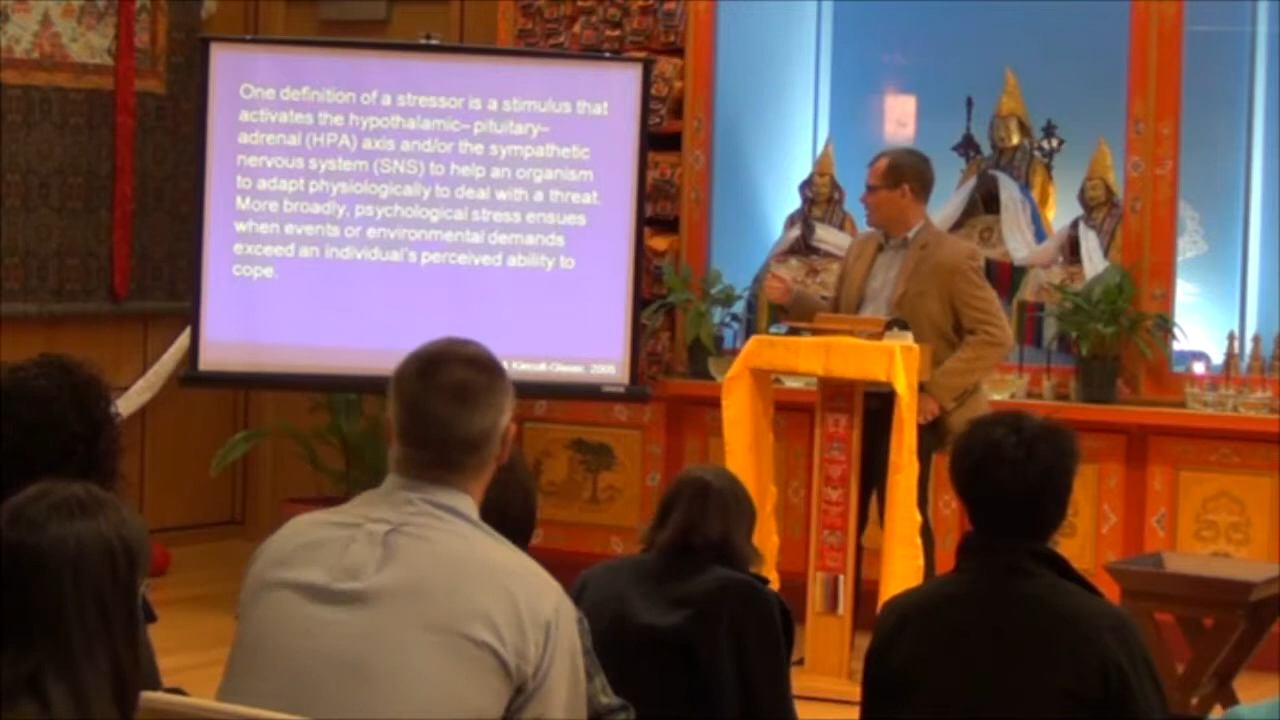 One definition of a stressor is a stimulus that
activates the hypothalamic– pituitary–
adrenal (HPA) axis and/or the sympathetic
nervous system (SNS) to help an organism
to adapt physiologically to deal with a threat.
More broadly, psychological stress ensues
when events or environmental demands
exceed an individual's perceived ability to
cope.
Kiecolt-Glaser, 2005